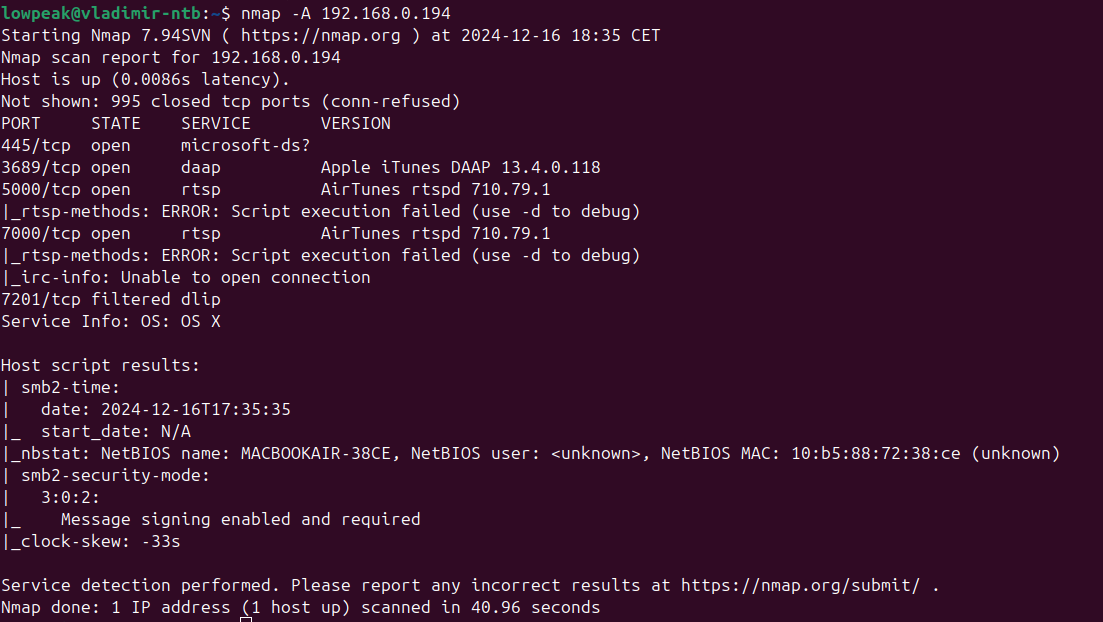 lowpeak@vladimir-ntb:~$ nmap -A 192.168.0.194
Starting Nmap 7.94SVN ( https://nmap.org ) at 2024-12-16 18:35 CET
Nmap scan report for 192.168.0.194
Host is up (0.0086s latency).
Not shown: 995 closed tcp ports (conn-refused)
PORT     STATE    SERVICE       VERSION
445/tcp  open     microsoft-ds?
3689/tcp open     daap          Apple iTunes DAAP 13.4.0.118
5000/tcp open     rtsp          AirTunes rtspd 710.79.1
|_rtsp-methods: ERROR: Script execution failed (use -d to debug)
7000/tcp open     rtsp          AirTunes rtspd 710.79.1
|_rtsp-methods: ERROR: Script execution failed (use -d to debug)
|_irc-info: Unable to open connection
7201/tcp filtered dlip
Service Info: OS: OS X

Host script results:
| smb2-time:
|   date: 2024-12-16T17:35:35
|_  start_date: N/A
|_nbstat: NetBIOS name: MACBOOKAIR-38CE, NetBIOS user: <unknown>, NetBIOS MAC: 10:b5:88:72:38:ce (unknown)
| smb2-security-mode:
|   3:0:2:
|_    Message signing enabled and required
|_clock-skew: -33s

Service detection performed. Please report any incorrect results at https://nmap.org/submit/ .
Nmap done: 1 IP address (1 host up) scanned in 40.96 seconds